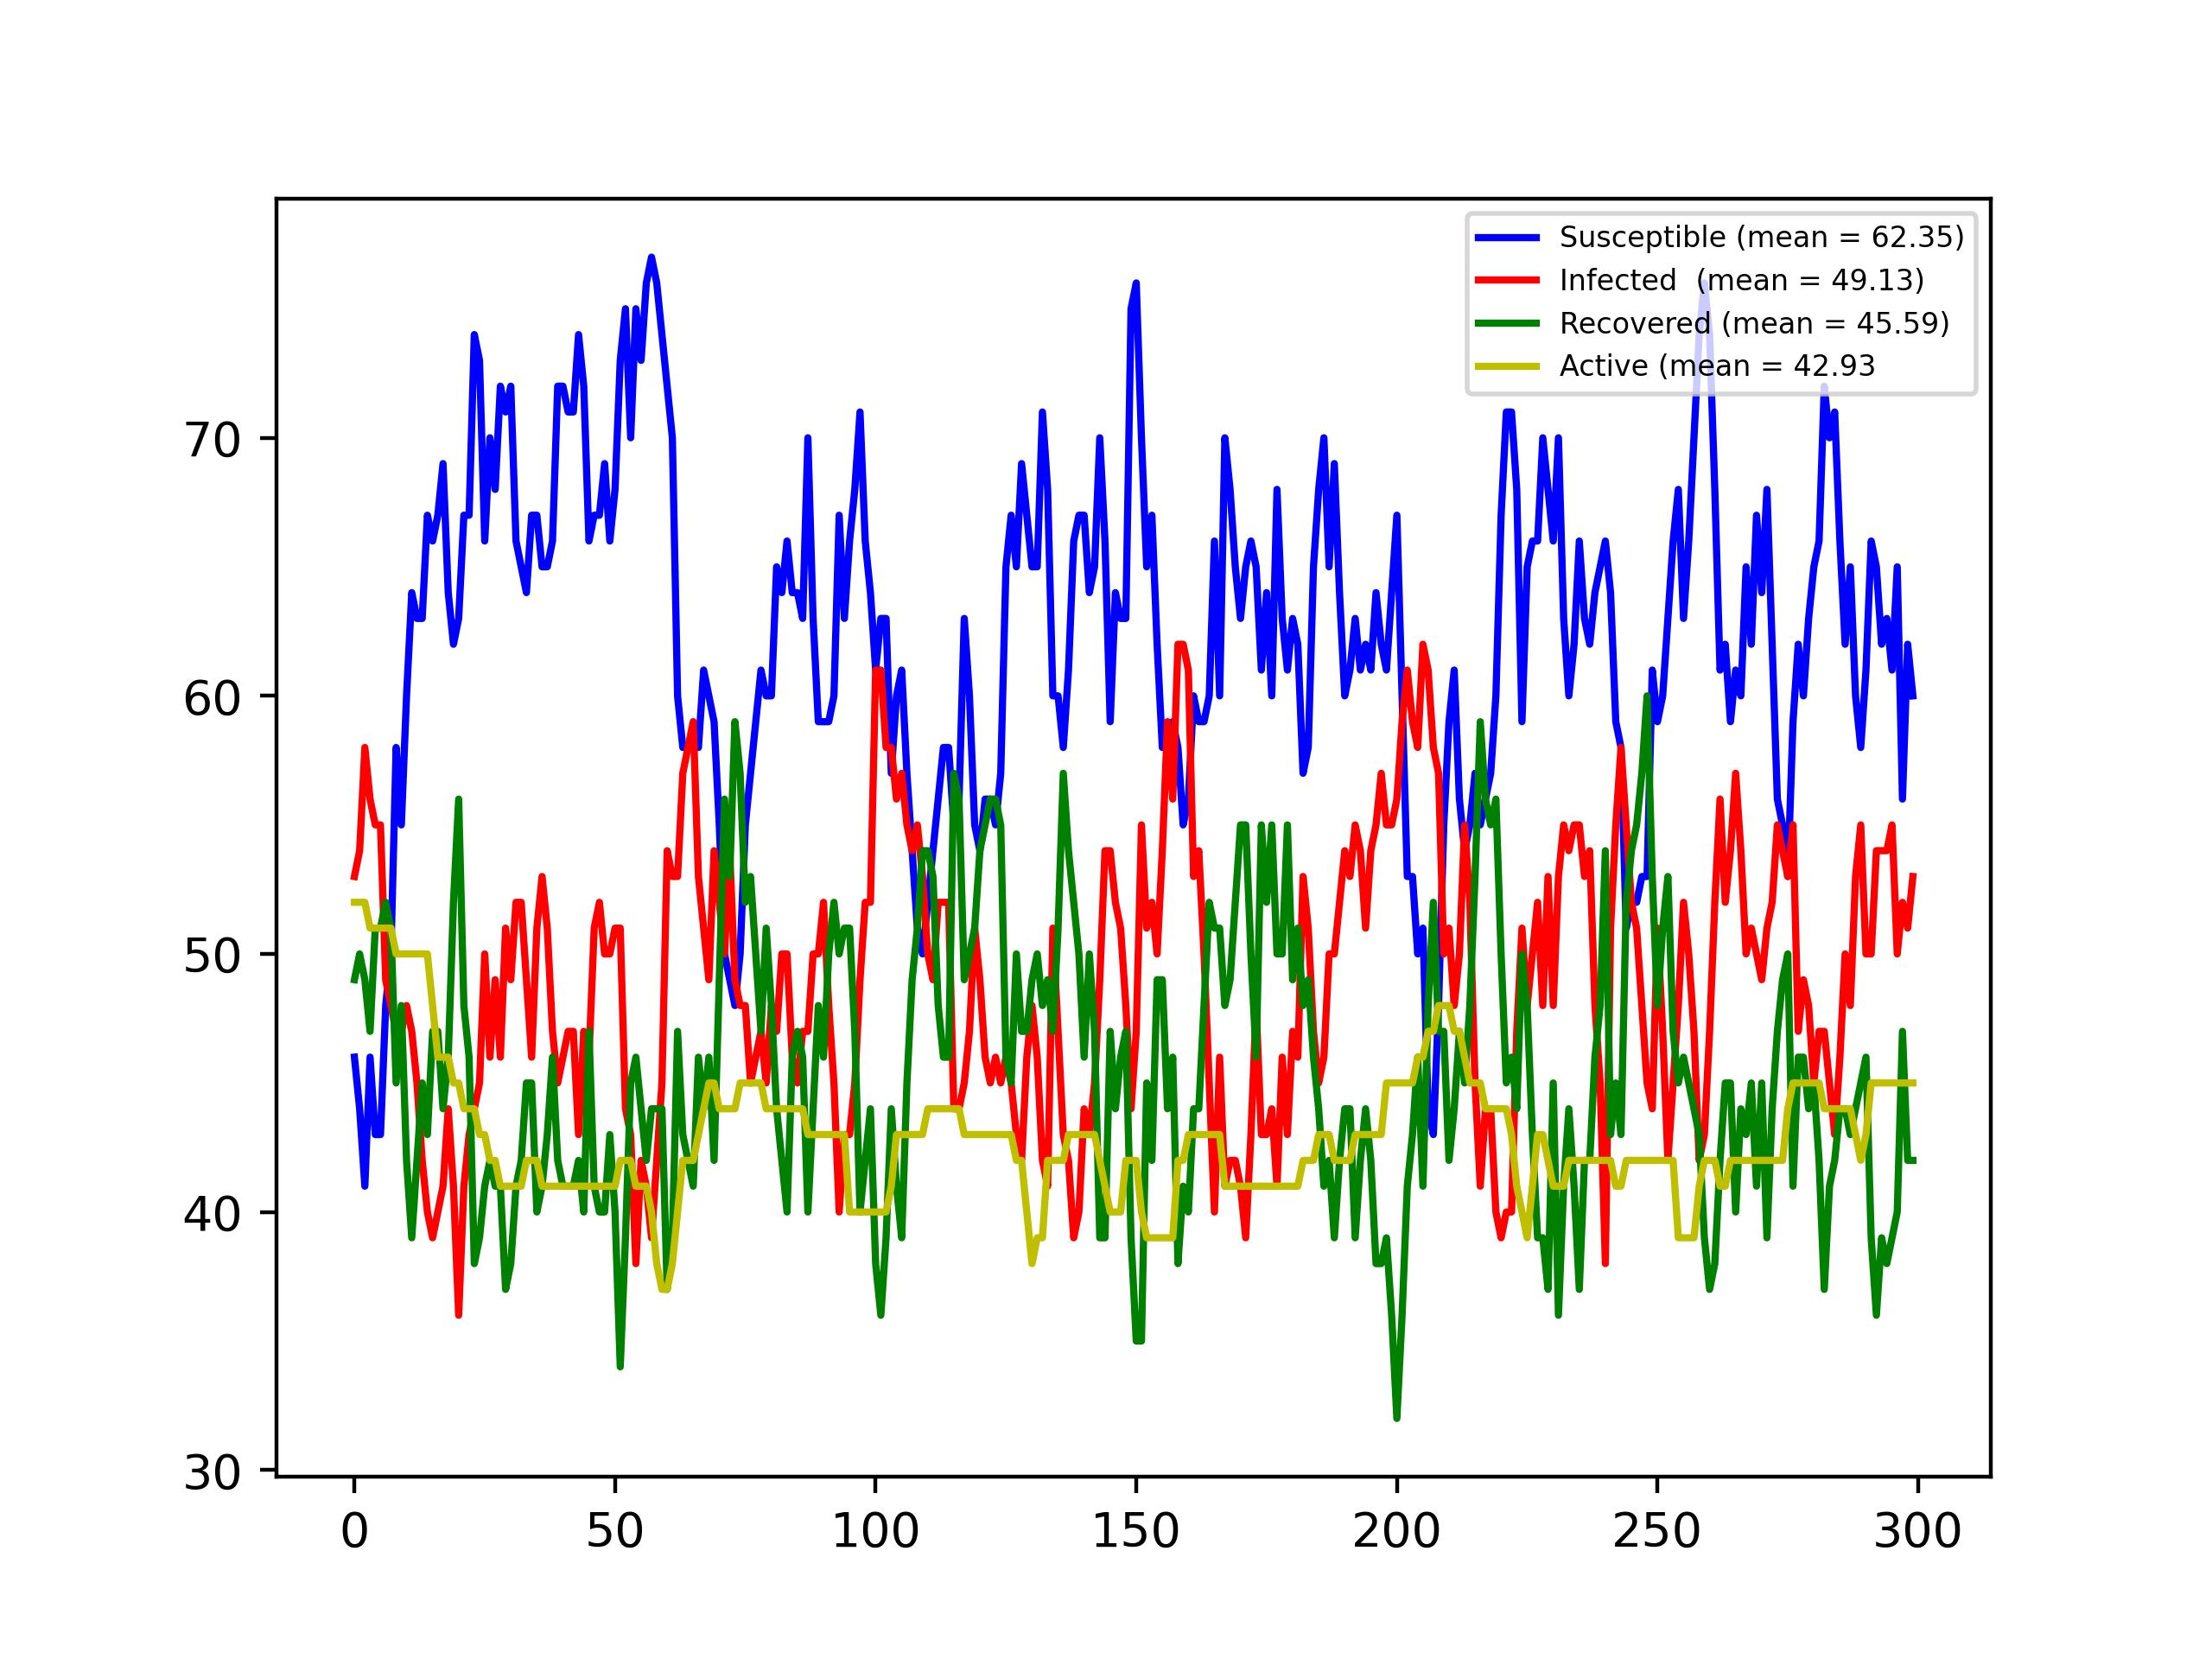 Susceptible (mean = 62.35)
Infected  (mean = 49.13)
Recovered (mean = 45.59)
Active (mean = 42.93
70
60
50
40
30
0 50 100 150 200 250 300